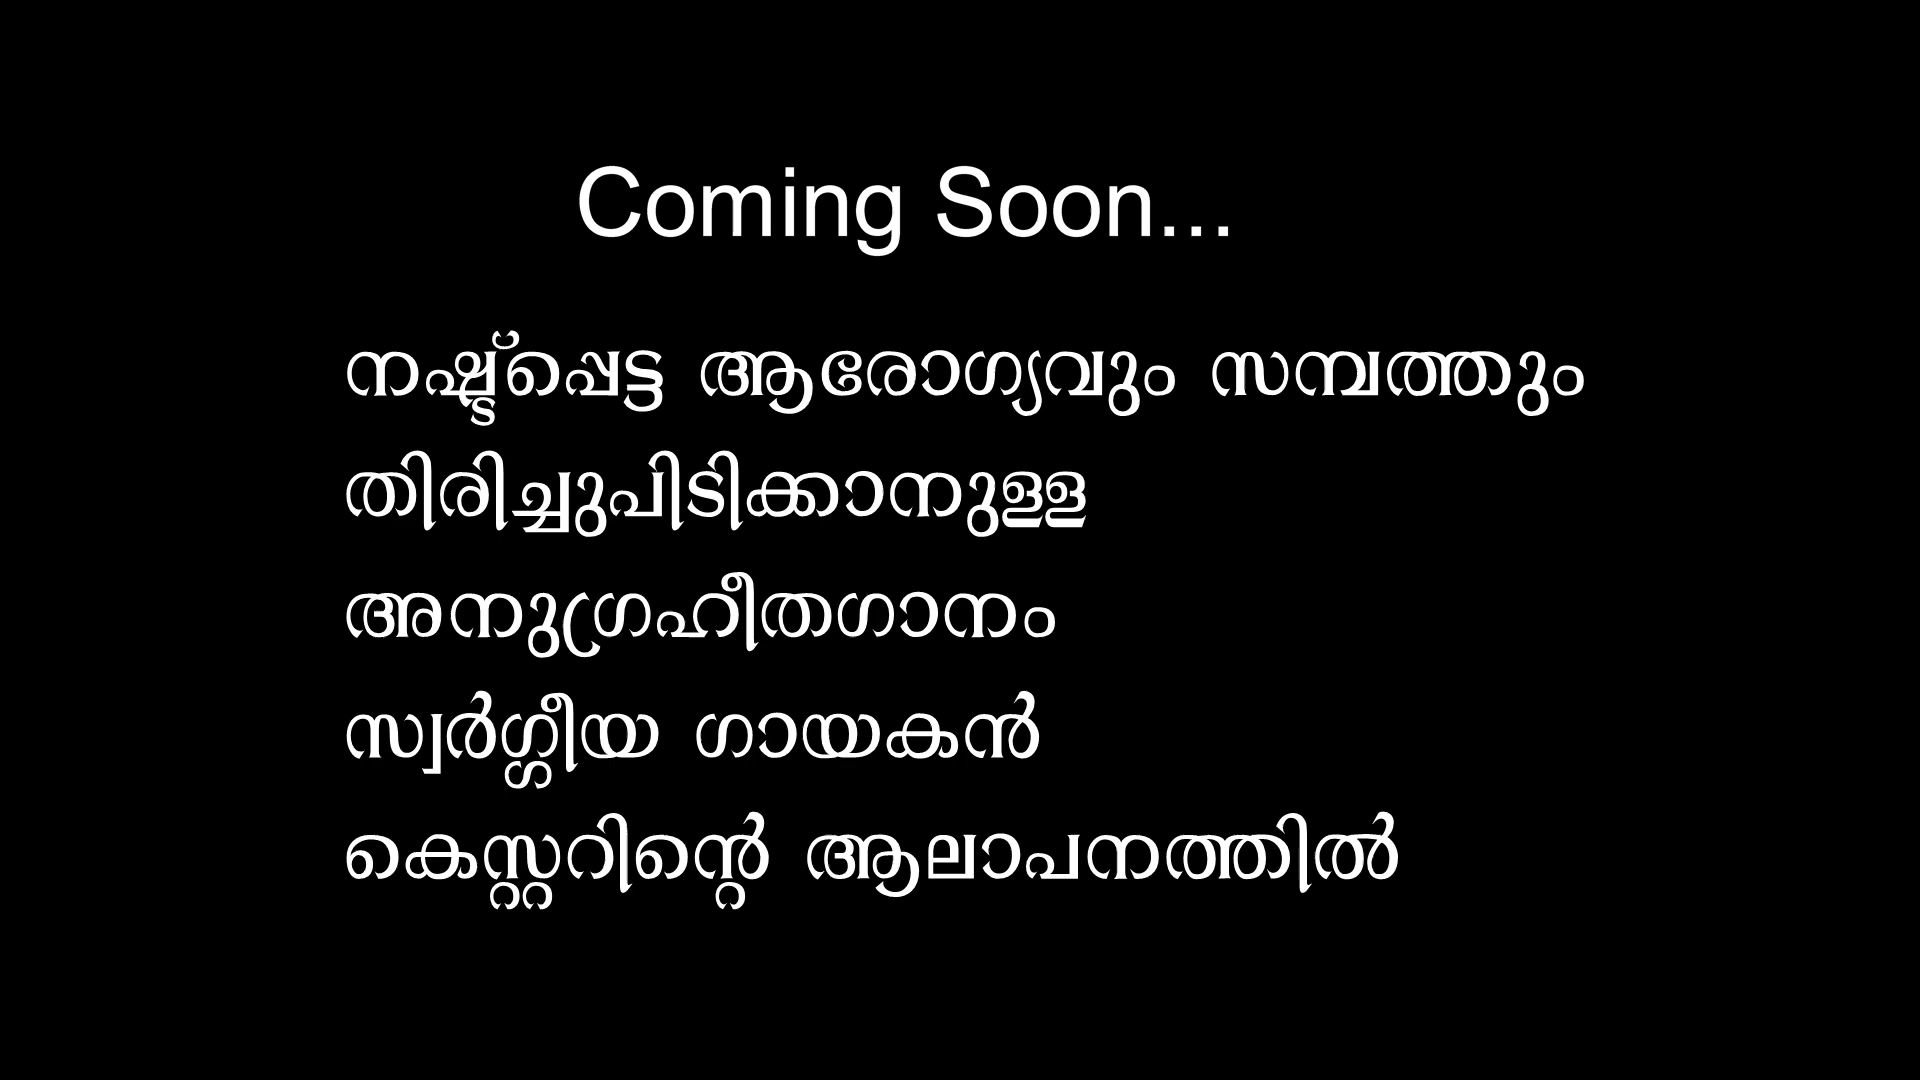 Coming Soon...
നഷ്ട്പ്പെട്ട ആരോഗ്യവും സമ്പത്തും
തിരിച്ചുപിടിക്കാനുള്ള
അനുഗ്രഹീതഗാനം
സ്വർഗ്ഗീയ ഗായകൻ
കെസ്റ്ററിന്റെ ആലാപനത്തിൽ